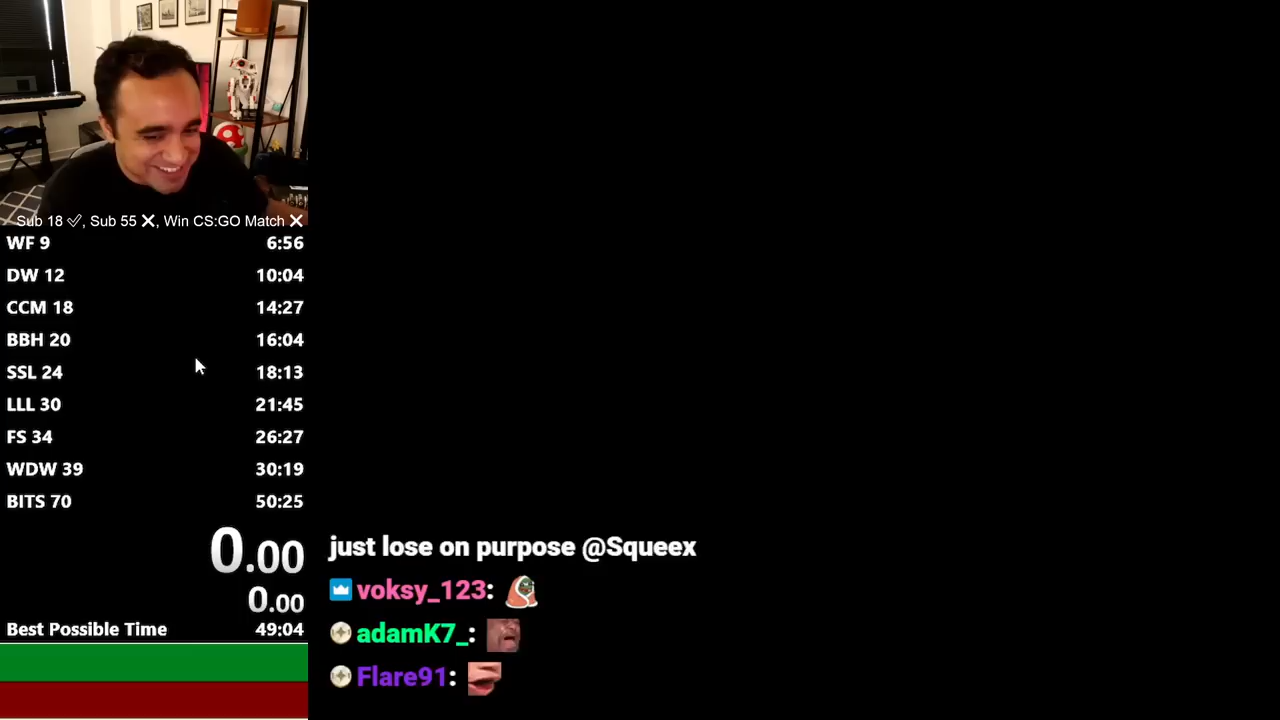 Sub 18 ✓, Sub 55 ✕, Win CS:GO Match ✕
WF 9 6:56
DW 12 10:04
CCM 18 14:27
BBH 20 16:04
SSL 24 18:13
LLL 30 21:45
FS 34 26:27
WDW 39 30:19
BITS 70 50:25
0.00
0.00
Best Possible Time 49:04
just lose on purpose @Squeex
voksy_123:
adamK7_:
Flare91: